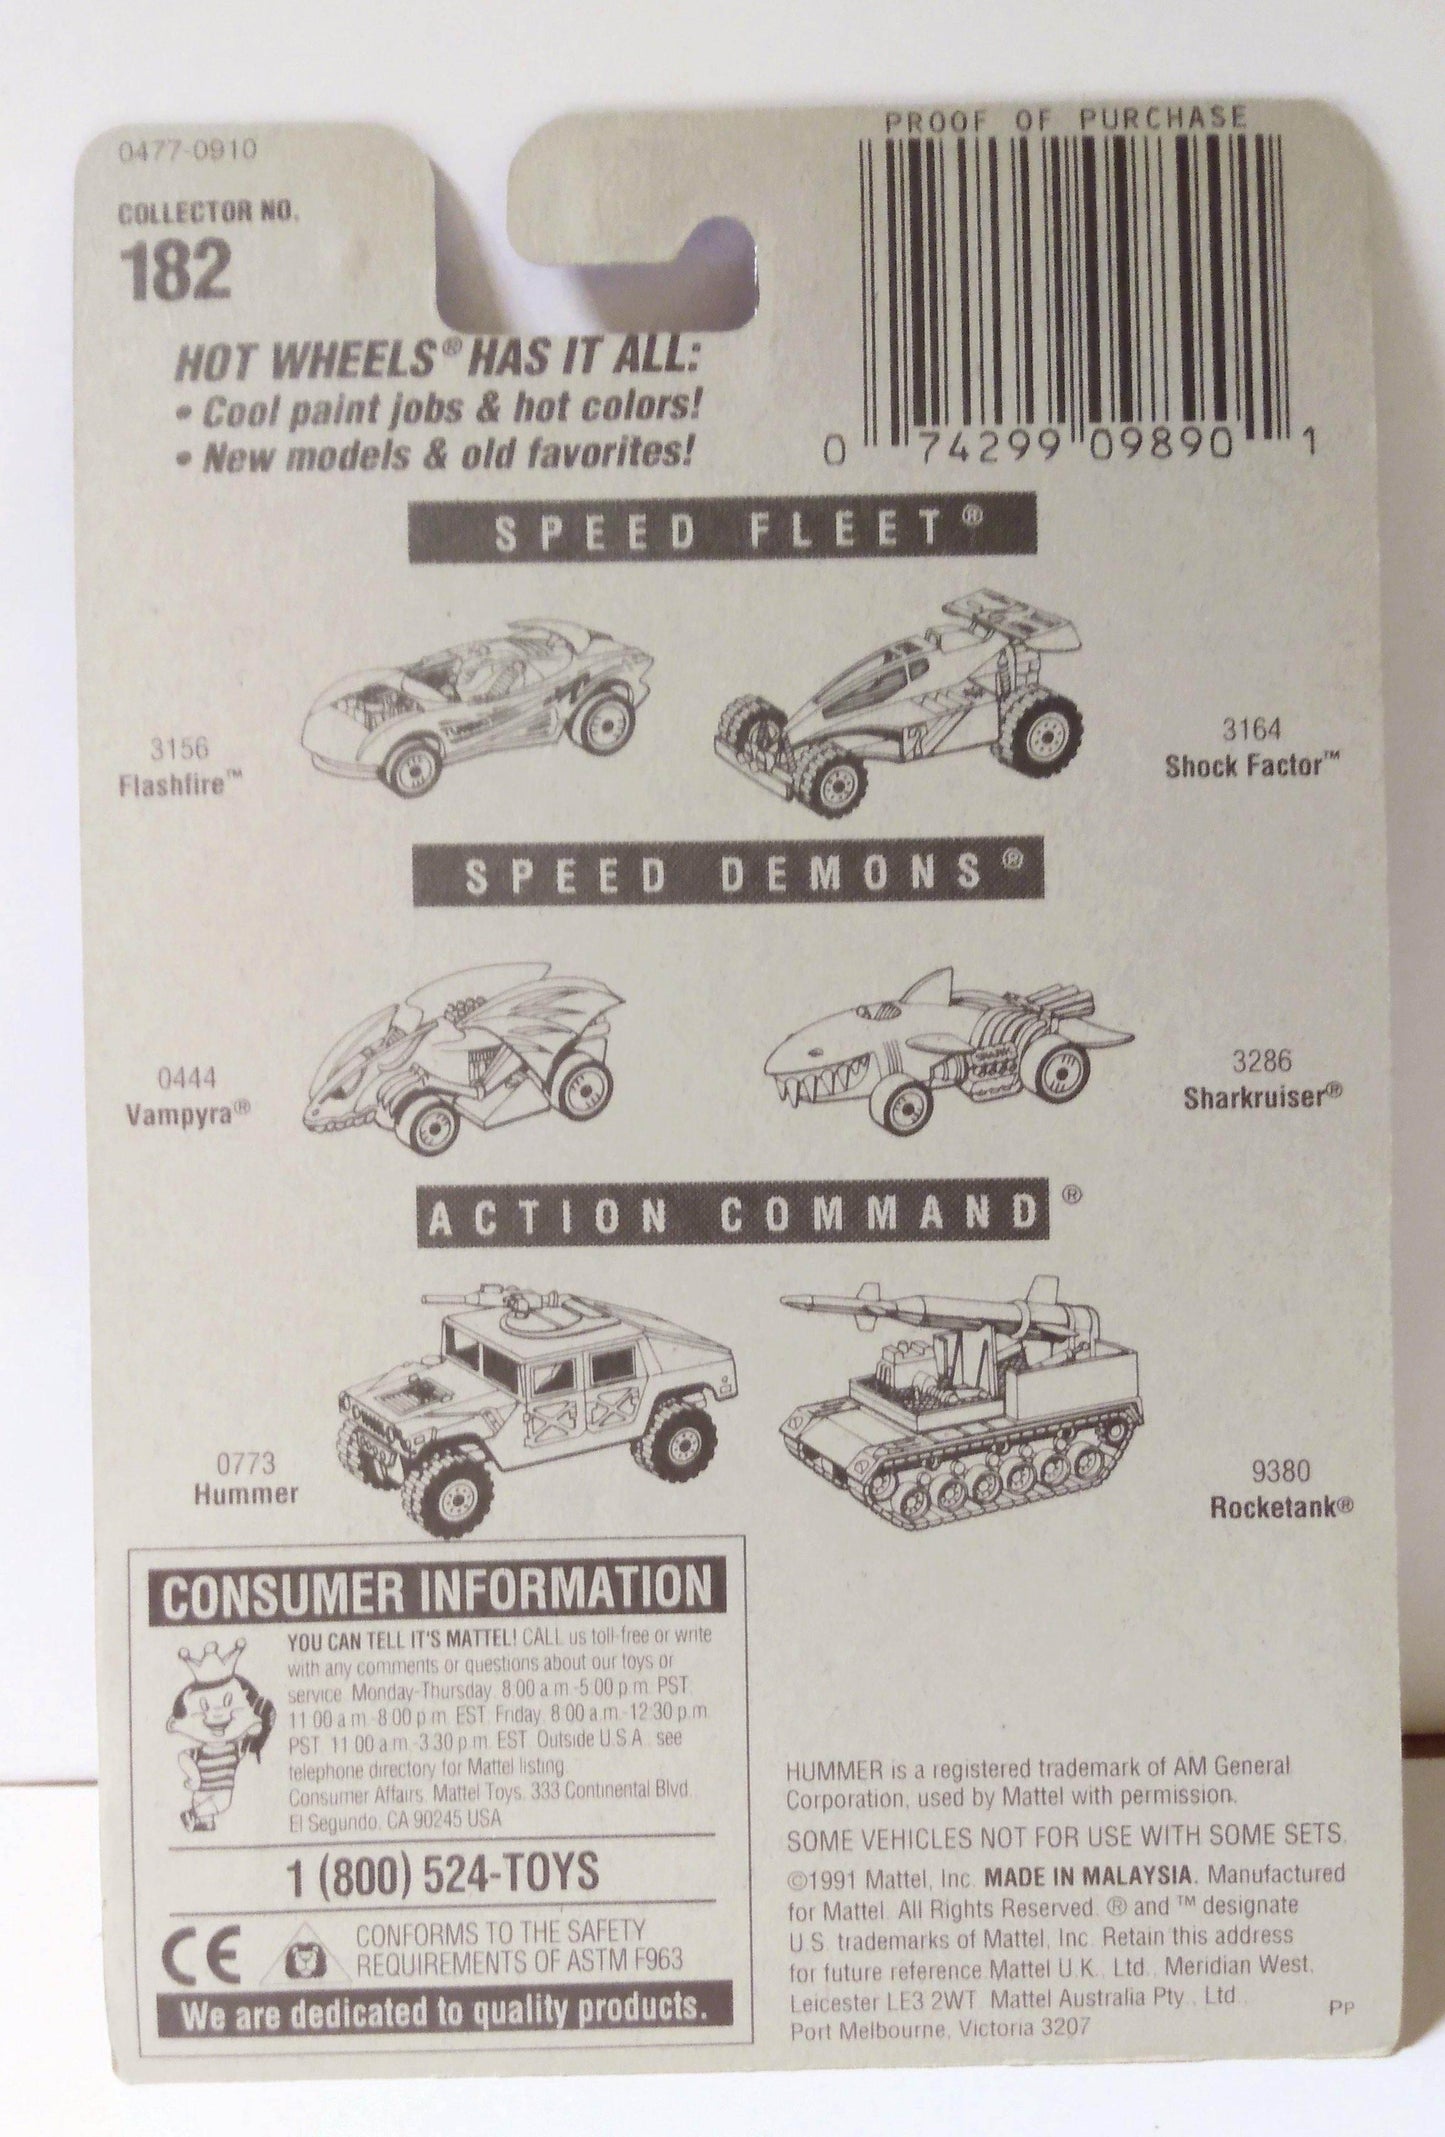 0477-0910
PROOF OF PURCHASE
COLLECTOR NO.
182
0 74299 09890 1
HOT WHEELS® HAS IT ALL:
• Cool paint jobs & hot colors!
• New models & old favorites!
SPEED FLEET®
3156
Flashfire™
3164
Shock Factor™
SPEED DEMONS®
0444
Vampyra®
3286
Sharkruiser®
ACTION COMMAND®
0773
Hummer
9380
Rocketank®
CONSUMER INFORMATION
YOU CAN TELL IT'S MATTEL! CALL us toll-free or write
with any comments or questions about our toys or
service. Monday-Thursday, 8:00 a.m.-5:00 p.m. PST,
11:00 a.m.-8:00 p.m. EST. Friday, 8:00 a.m.-12:30 p.m.
PST, 11:00 a.m.-3:30 p.m. EST. Outside U.S.A., see
telephone directory for Mattel listing.
Consumer Affairs, Mattel Toys, 333 Continental Blvd.,
El Segundo, CA 90245 USA
1 (800) 524-TOYS
CE
CONFORMS TO THE SAFETY
REQUIREMENTS OF ASTM F963
We are dedicated to quality products.
HUMMER is a registered trademark of AM General
Corporation, used by Mattel with permission.
SOME VEHICLES NOT FOR USE WITH SOME SETS.
©1991 Mattel, Inc. MADE IN MALAYSIA. Manufactured
for Mattel. All Rights Reserved. ® and ™ designate
U.S. trademarks of Mattel, Inc. Retain this address
for future reference: Mattel U.K. Ltd., Meridian West,
Leicester LE3 2WT. Mattel Australia Pty., Ltd.,
Port Melbourne, Victoria 3207
PP